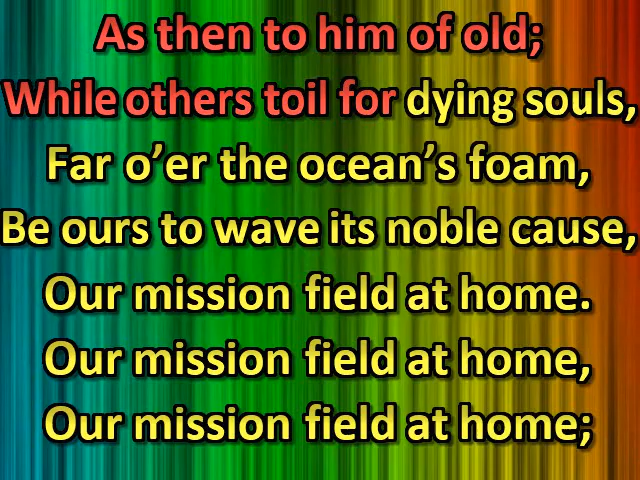 As then to him of old;
While others toil for dying souls,
Far o’er the ocean’s foam,
Be ours to wave its noble cause,
Our mission field at home.
Our mission field at home,
Our mission field at home;